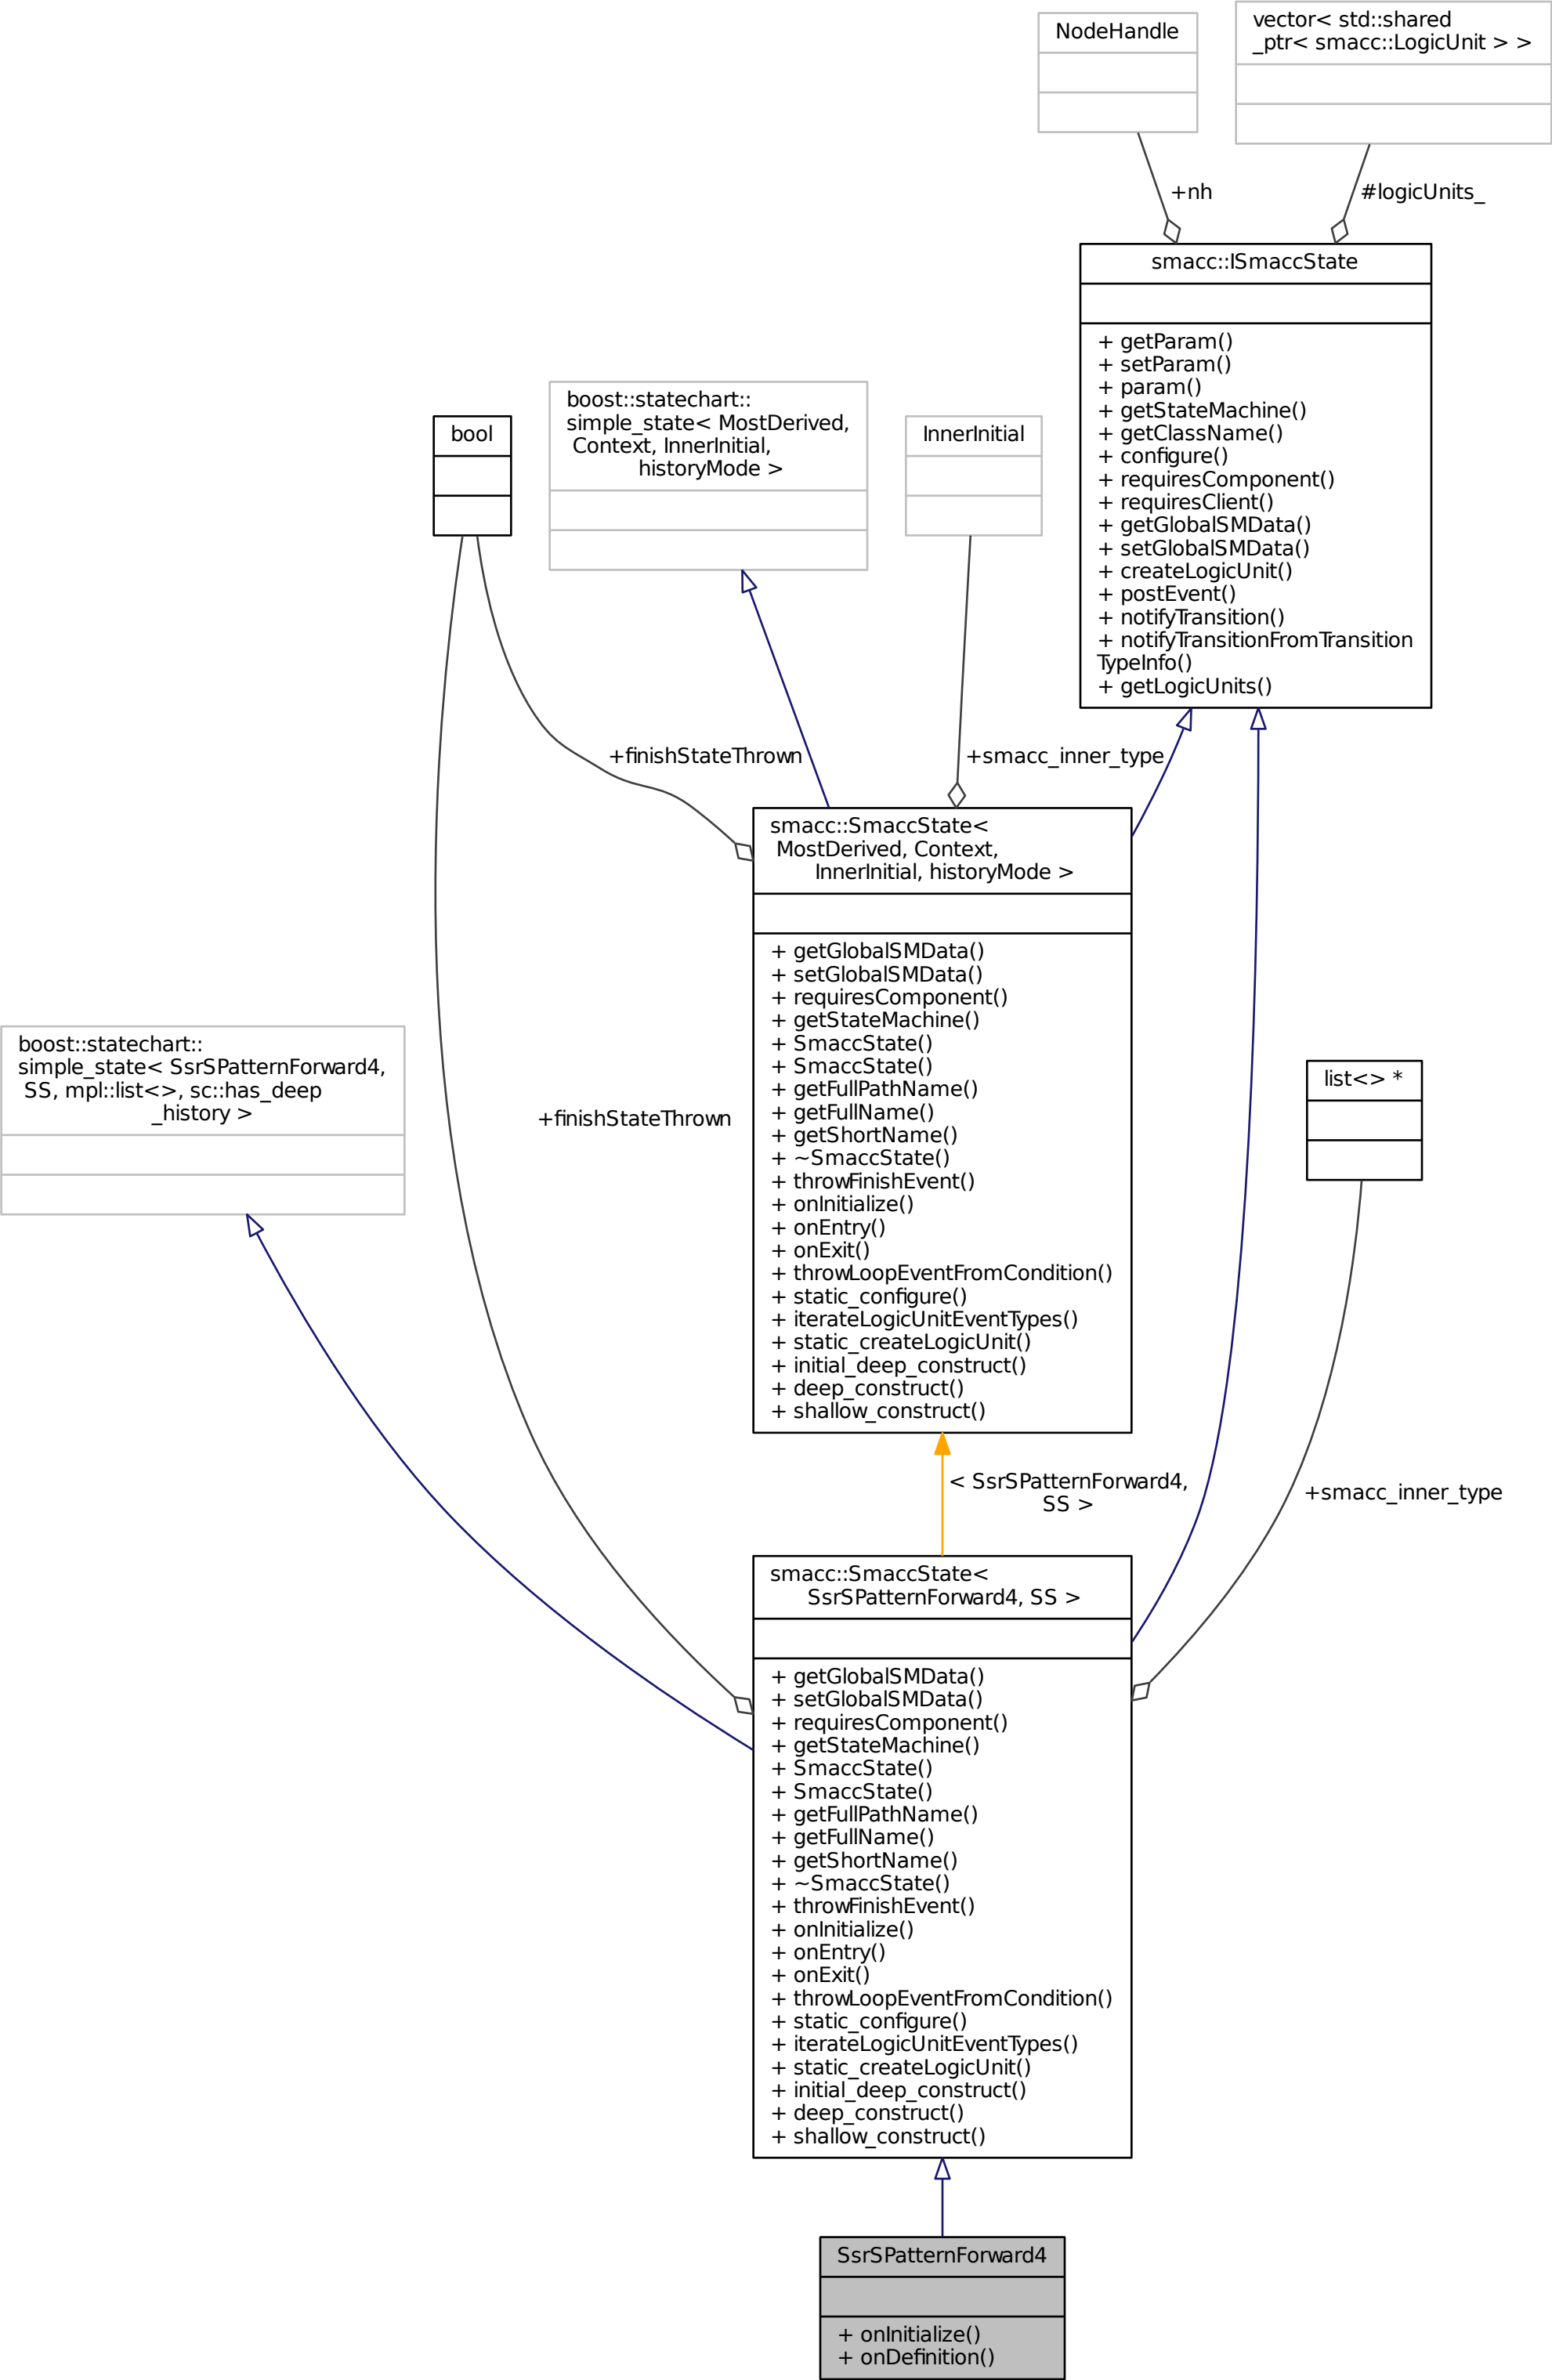 NodeHandle
vector< std::shared
_ptr< smacc::LogicUnit > >
+nh
#logicUnits_
smacc::ISmaccState
+ getParam()
+ setParam()
+ param()
+ getStateMachine()
+ getClassName()
+ configure()
+ requiresComponent()
+ requiresClient()
+ getGlobalSMData()
+ setGlobalSMData()
+ createLogicUnit()
+ postEvent()
+ notifyTransition()
+ notifyTransitionFromTransition
TypeInfo()
+ getLogicUnits()
bool
boost::statechart::
simple_state< MostDerived,
Context, InnerInitial,
historyMode >
InnerInitial
+finishStateThrown
+smacc_inner_type
smacc::SmaccState<
MostDerived, Context,
InnerInitial, historyMode >
+ getGlobalSMData()
+ setGlobalSMData()
+ requiresComponent()
+ getStateMachine()
+ SmaccState()
+ SmaccState()
+ getFullPathName()
+ getFullName()
+ getShortName()
+ ~SmaccState()
+ throwFinishEvent()
+ onInitialize()
+ onEntry()
+ onExit()
+ throwLoopEventFromCondition()
+ static_configure()
+ iterateLogicUnitEventTypes()
+ static_createLogicUnit()
+ initial_deep_construct()
+ deep_construct()
+ shallow_construct()
boost::statechart::
simple_state< SsrSPatternForward4,
SS, mpl::list<>, sc::has_deep
_history >
+finishStateThrown
list<> *
< SsrSPatternForward4,
SS >
+smacc_inner_type
smacc::SmaccState<
SsrSPatternForward4, SS >
+ getGlobalSMData()
+ setGlobalSMData()
+ requiresComponent()
+ getStateMachine()
+ SmaccState()
+ SmaccState()
+ getFullPathName()
+ getFullName()
+ getShortName()
+ ~SmaccState()
+ throwFinishEvent()
+ onInitialize()
+ onEntry()
+ onExit()
+ throwLoopEventFromCondition()
+ static_configure()
+ iterateLogicUnitEventTypes()
+ static_createLogicUnit()
+ initial_deep_construct()
+ deep_construct()
+ shallow_construct()
SsrSPatternForward4
+ onInitialize()
+ onDefinition()